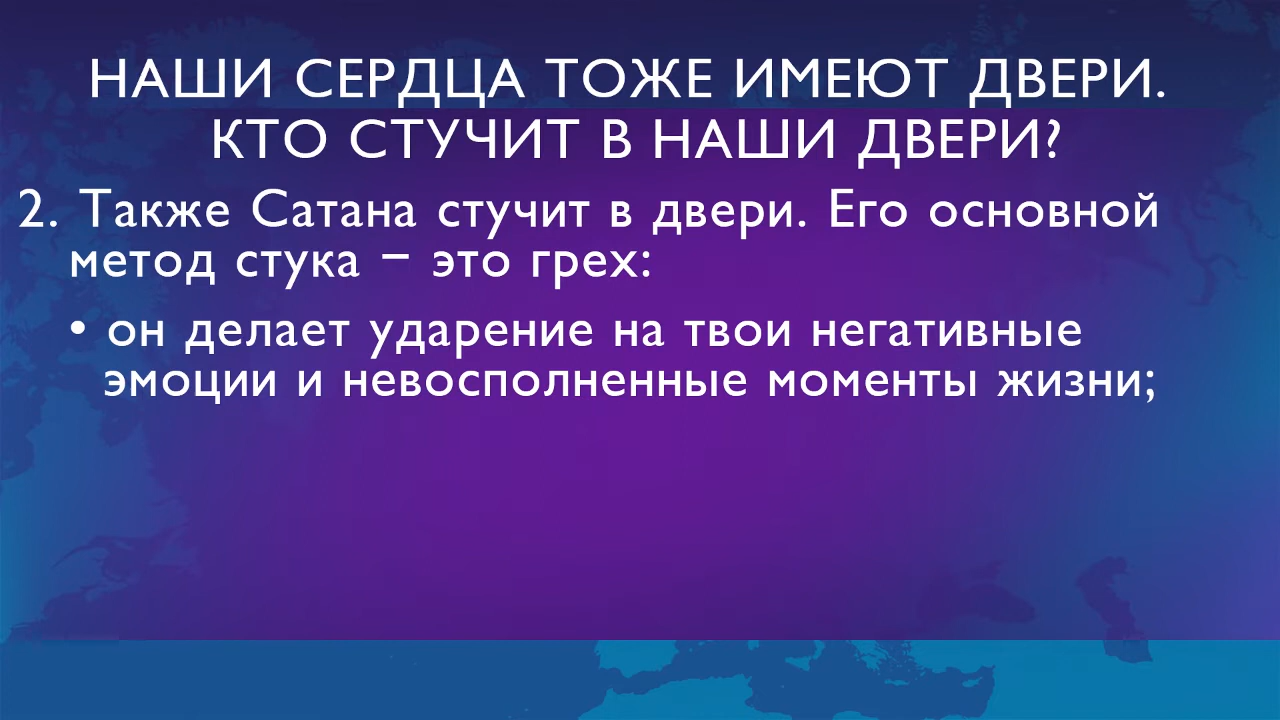 НАШИ СЕРДЦА ТОЖЕ ИМЕЮТ ДВЕРИ.
КТО СТУЧИТ В НАШИ ДВЕРИ?
2. Также Сатана стучит в двери. Его основной
метод стука – это грех:
• он делает ударение на твои негативные
эмоции и невосполненные моменты жизни;